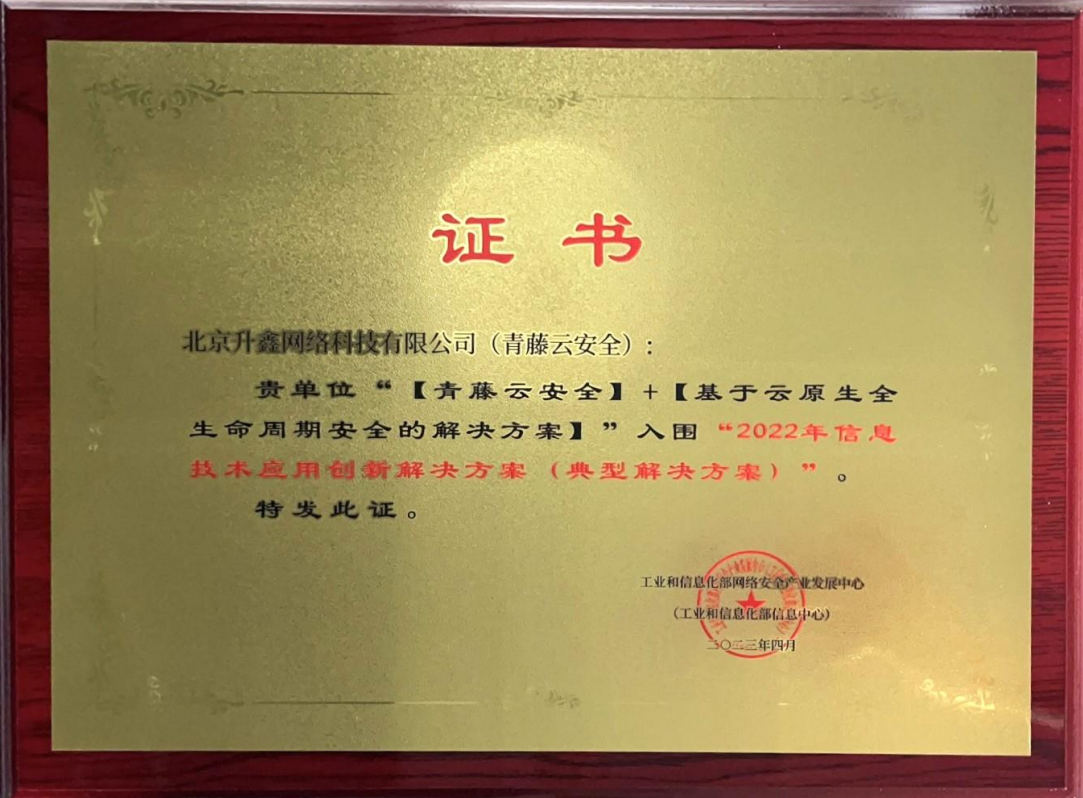 证 书
北京升鑫网络科技有限公司（青藤云安全）:
贵单位“【青藤云安全】+【基于云原生全
生命周期安全的解决方案】”入围“2022年信息
技术应用创新解决方案（典型解决方案）”。
特发此证。
工业和信息化部网络安全产业发展中心
（工业和信息化部信息中心）
二〇二三年四月